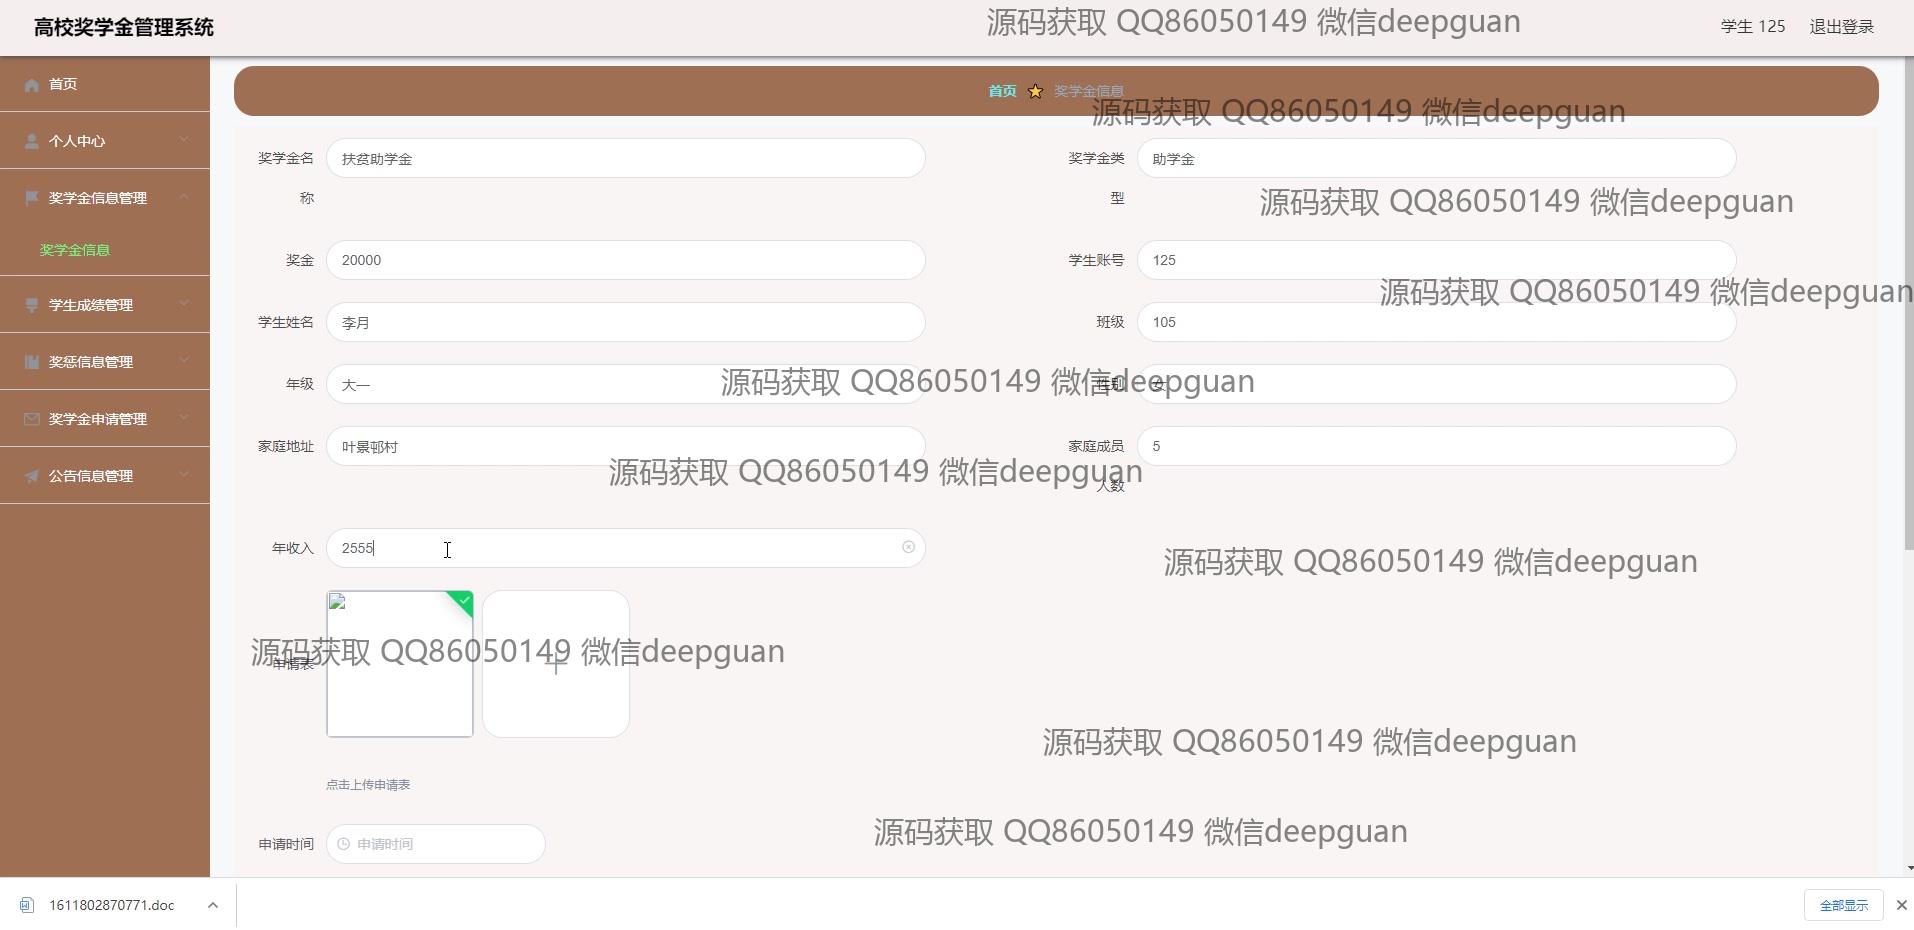 高校奖学金管理系统
源码获取 QQ86050149 微信deepguan
学生 125
退出登录
首页
个人中心
奖学金信息管理
奖学金信息
学生成绩管理
奖惩信息管理
奖学金申请管理
公告信息管理
首页 奖学金信息
源码获取 QQ86050149 微信deepguan
奖学金名称 扶贫助学金
奖学金类型 助学金
源码获取 QQ86050149 微信deepguan
奖金 20000
学生账号 125
源码获取 QQ86050149 微信deepguan
学生姓名 李月
班级 105
年级 大一
性别 女
源码获取 QQ86050149 微信deepguan
家庭地址 叶景邨村
家庭成员人数 5
源码获取 QQ86050149 微信deepguan
年收入 2555
源码获取 QQ86050149 微信deepguan
申请表
源码获取 QQ86050149 微信deepguan
源码获取 QQ86050149 微信deepguan
点击上传申请表
源码获取 QQ86050149 微信deepguan
申请时间 申请时间
1611802870771.doc
全部显示